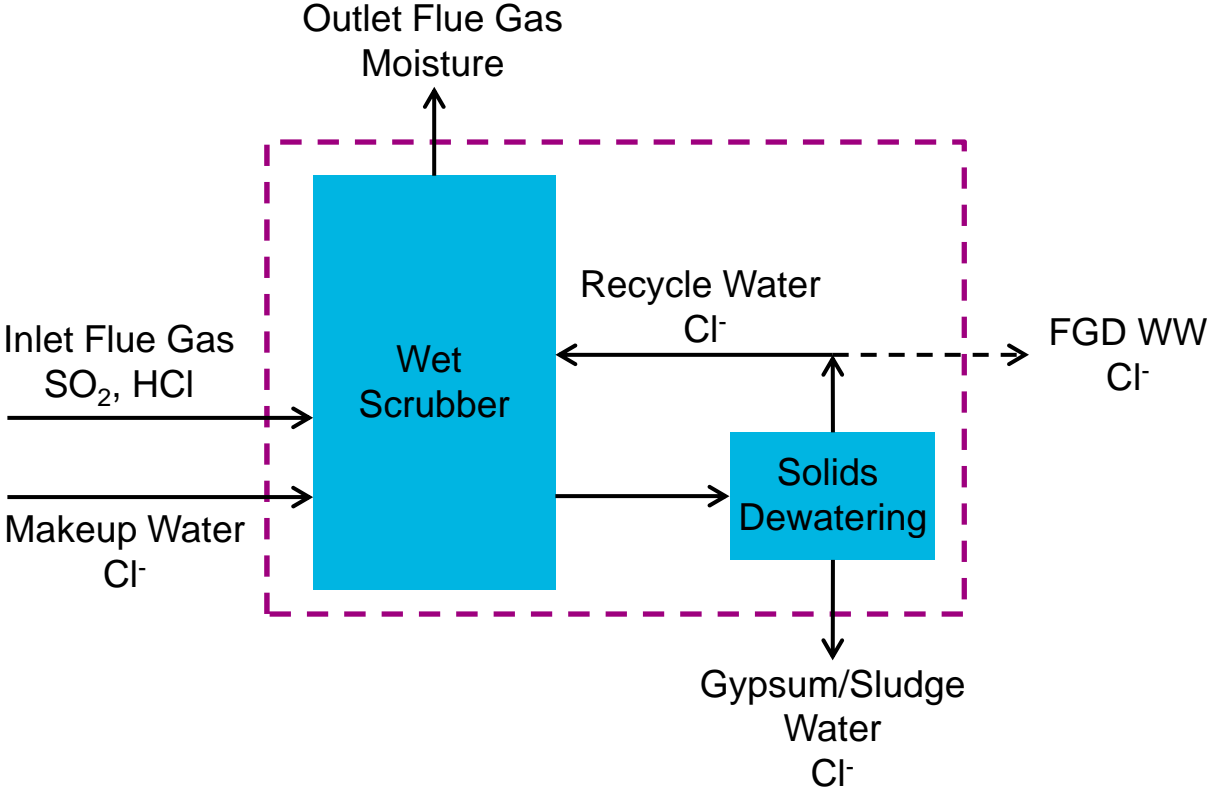 Outlet Flue Gas
Moisture
Recycle Water
Cl⁻
Inlet Flue Gas
SO₂, HCl
Wet
Scrubber
FGD WW
Cl⁻
Solids
Dewatering
Makeup Water
Cl⁻
Gypsum/Sludge
Water
Cl⁻